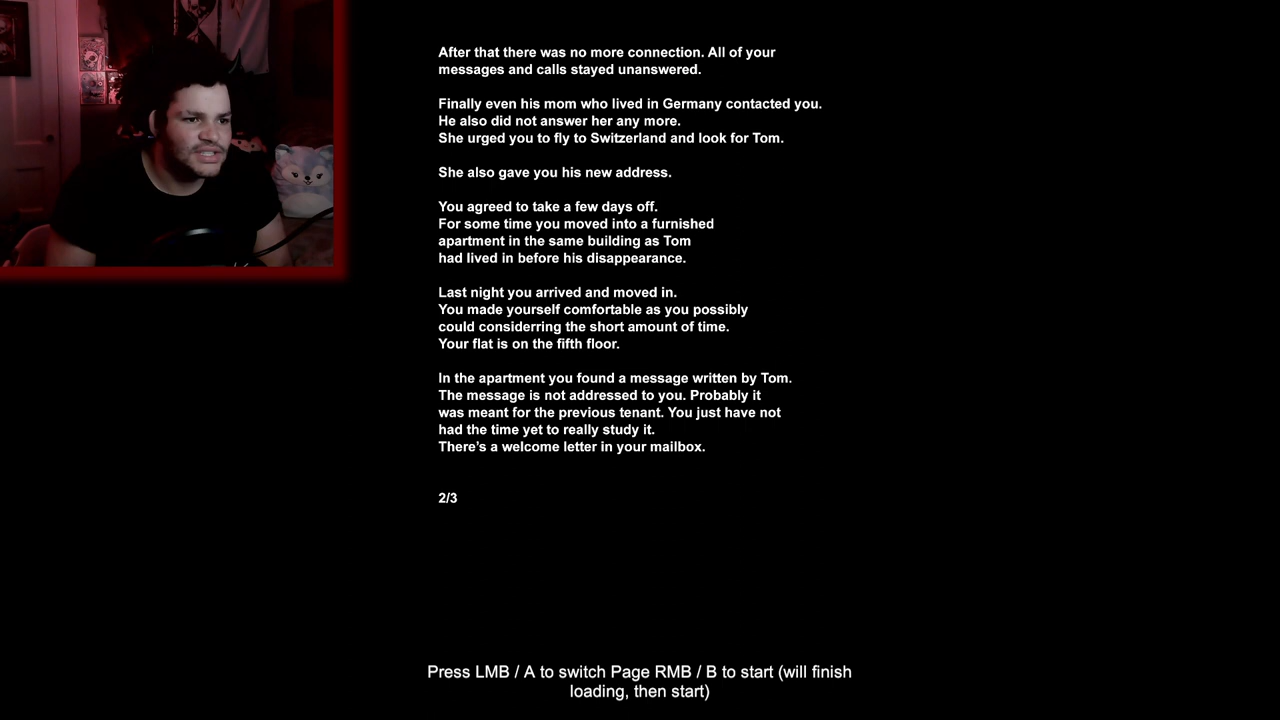 After that there was no more connection. All of your
messages and calls stayed unanswered.
Finally even his mom who lived in Germany contacted you.
He also did not answer her any more.
She urged you to fly to Switzerland and look for Tom.
She also gave you his new address.
You agreed to take a few days off.
For some time you moved into a furnished
apartment in the same building as Tom
had lived in before his disappearance.
Last night you arrived and moved in.
You made yourself comfortable as you possibly
could considerring the short amount of time.
Your flat is on the fifth floor.
In the apartment you found a message written by Tom.
The message is not addressed to you. Probably it
was meant for the previous tenant. You just have not
had the time yet to really study it.
There's a welcome letter in your mailbox.
2/3
Press LMB / A to switch Page RMB / B to start (will finish
loading, then start)